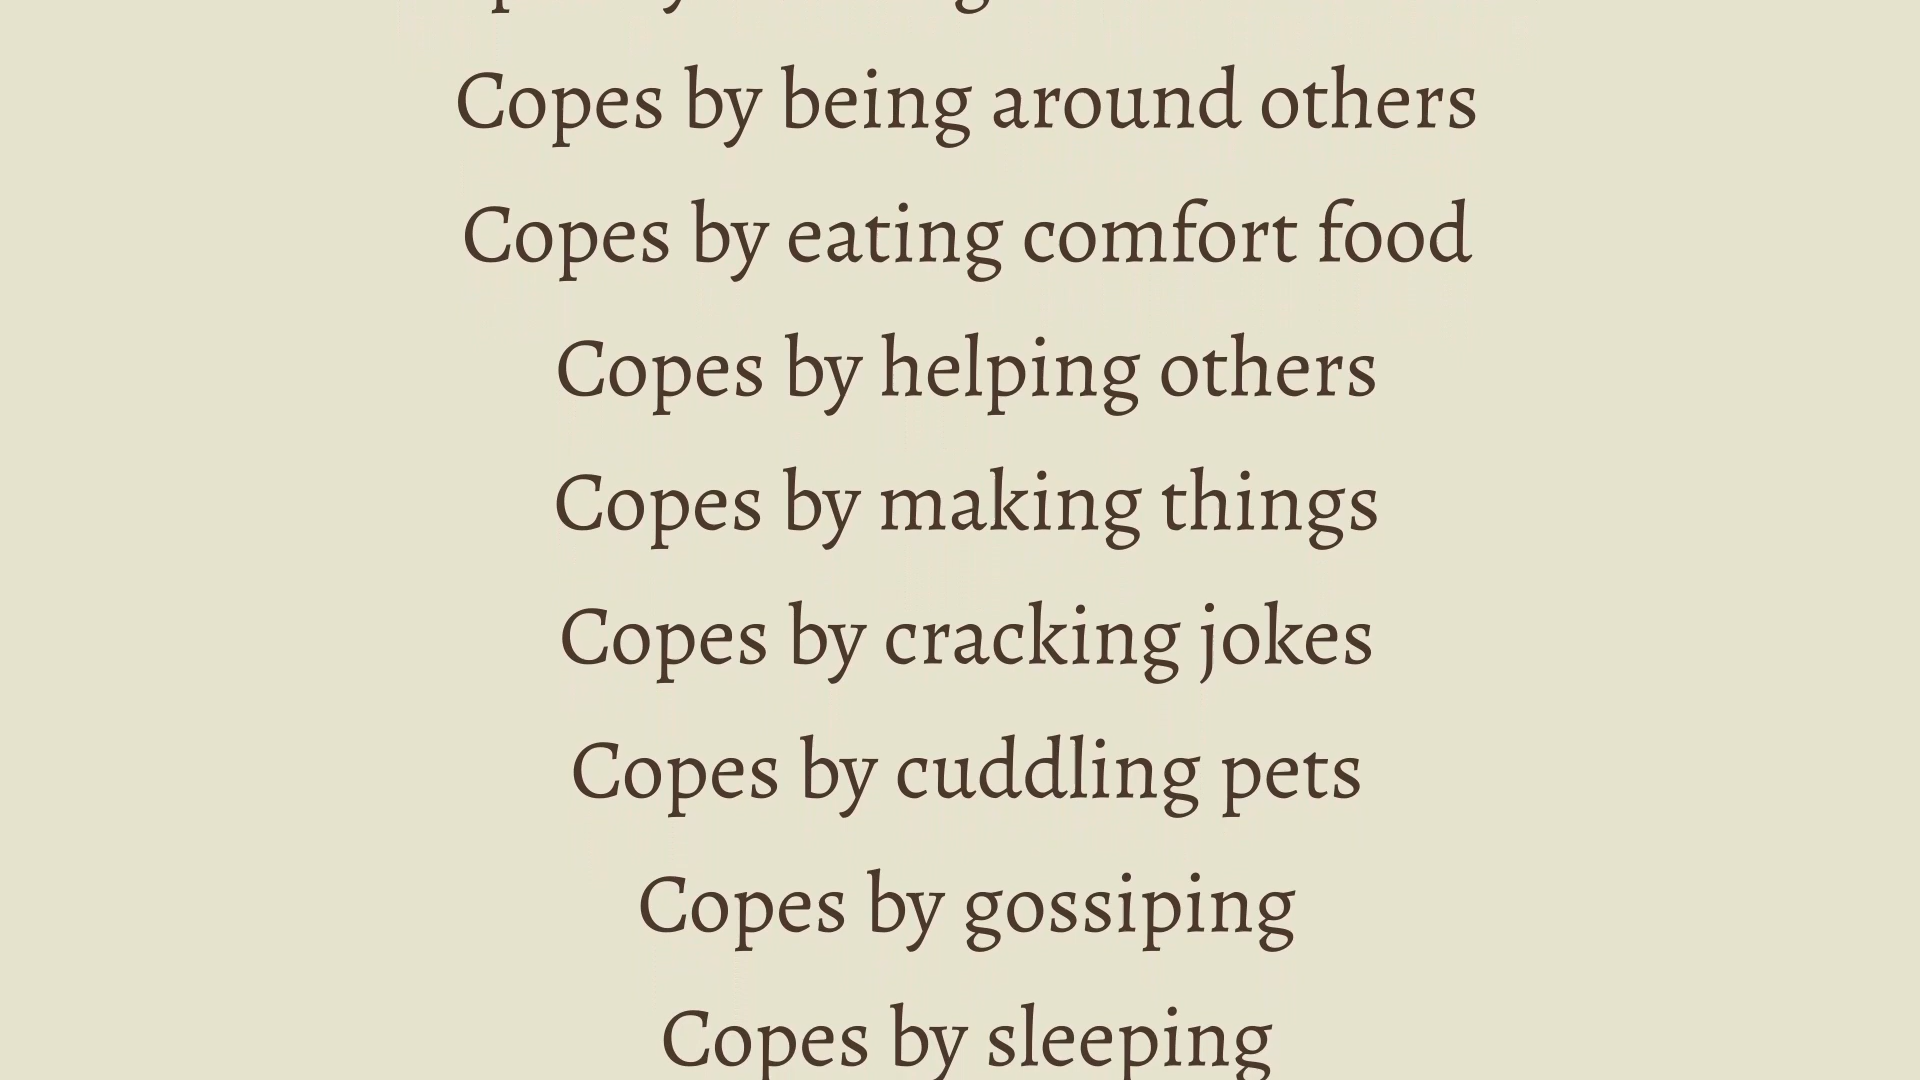 Copes by being around others
Copes by eating comfort food
Copes by helping others
Copes by making things
Copes by cracking jokes
Copes by cuddling pets
Copes by gossiping
Copes by sleeping